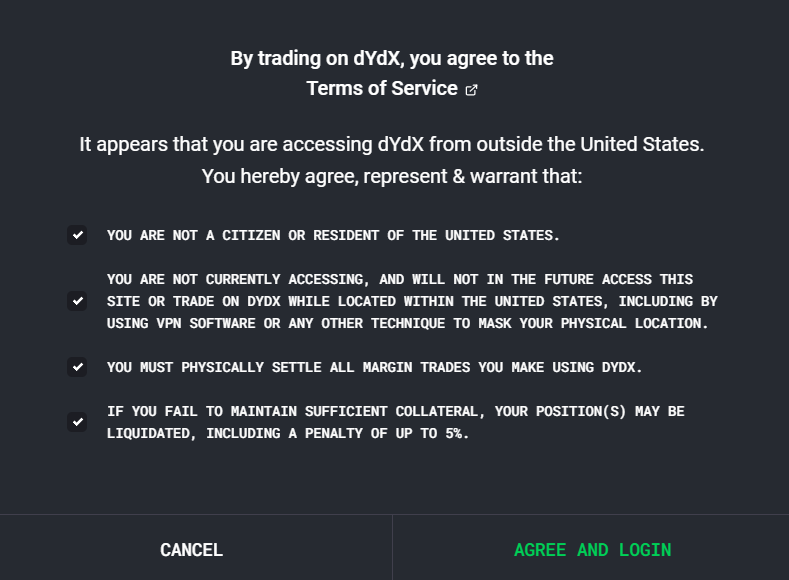 By trading on dYdX, you agree to the
Terms of Service
It appears that you are accessing dYdX from outside the United States.
You hereby agree, represent & warrant that:
YOU ARE NOT A CITIZEN OR RESIDENT OF THE UNITED STATES.
YOU ARE NOT CURRENTLY ACCESSING, AND WILL NOT IN THE FUTURE ACCESS THIS
SITE OR TRADE ON DYDX WHILE LOCATED WITHIN THE UNITED STATES, INCLUDING BY
USING VPN SOFTWARE OR ANY OTHER TECHNIQUE TO MASK YOUR PHYSICAL LOCATION.
YOU MUST PHYSICALLY SETTLE ALL MARGIN TRADES YOU MAKE USING DYDX.
IF YOU FAIL TO MAINTAIN SUFFICIENT COLLATERAL, YOUR POSITION(S) MAY BE
LIQUIDATED, INCLUDING A PENALTY OF UP TO 5%.
CANCEL
AGREE AND LOGIN